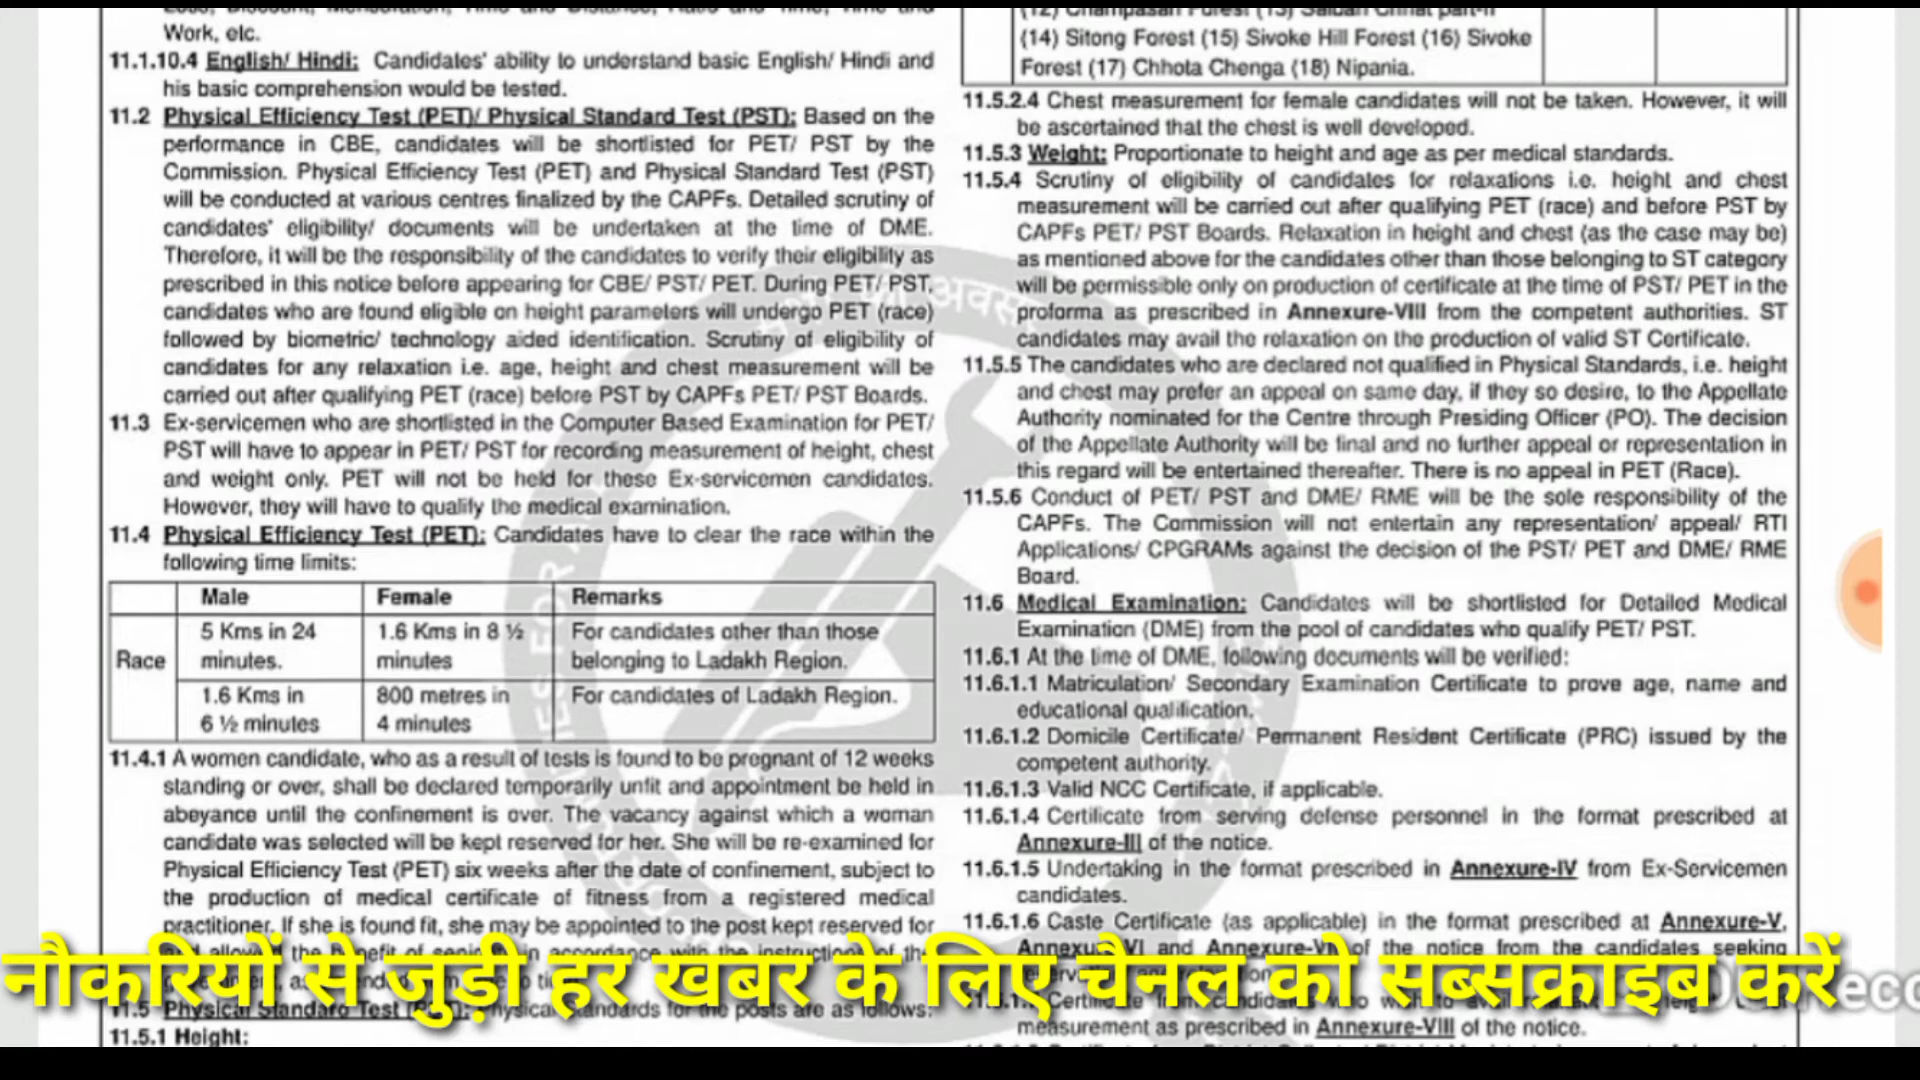 Work, etc.
11.1.10.4 English/ Hindi: Candidates' ability to understand basic English/ Hindi and
his basic comprehension would be tested.
11.2 Physical Efficiency Test (PET)/ Physical Standard Test (PST): Based on the
performance in CBE, candidates will be shortlisted for PET/ PST by the
Commission. Physical Efficiency Test (PET) and Physical Standard Test (PST)
will be conducted at various centres finalized by the CAPFs. Detailed scrutiny of
candidates' eligibility/ documents will be undertaken at the time of DME.
Therefore, it will be the responsibility of the candidates to verify their eligibility as
prescribed in this notice before appearing for CBE/ PST/ PET. During PET/ PST,
candidates who are found eligible on height parameters will undergo PET (race)
followed by biometric/ technology aided identification. Scrutiny of eligibility of
candidates for any relaxation i.e. age, height and chest measurement will be
carried out after qualifying PET (race) before PST by CAPFs PET/ PST Boards.
11.3 Ex-servicemen who are shortlisted in the Computer Based Examination for PET/
PST will have to appear in PET/ PST for recording measurement of height, chest
and weight only. PET will not be held for these Ex-servicemen candidates.
However, they will have to qualify the medical examination.
11.4 Physical Efficiency Test (PET): Candidates have to clear the race within the
following time limits:
Male Female Remarks
Race
5 Kms in 24 minutes.
1.6 Kms in 8 ½ minutes
For candidates other than those belonging to Ladakh Region.
1.6 Kms in 6 ½ minutes
800 metres in 4 minutes
For candidates of Ladakh Region.
11.4.1 A women candidate, who as a result of tests is found to be pregnant of 12 weeks
standing or over, shall be declared temporarily unfit and appointment be held in
abeyance until the confinement is over. The vacancy against which a woman
candidate was selected will be kept reserved for her. She will be re-examined for
Physical Efficiency Test (PET) six weeks after the date of confinement, subject to
the production of medical certificate of fitness from a registered medical
practitioner. If she is found fit, she may be appointed to the post kept reserved for
11.5 Physical Standard Test (PST): Physical standards for the posts are as follows:
11.5.1 Height:
(14) Sitong Forest (15) Sivoke Hill Forest (16) Sivoke
Forest (17) Chhota Chenga (18) Nipania.
11.5.2.4 Chest measurement for female candidates will not be taken. However, it will
be ascertained that the chest is well developed.
11.5.3 Weight: Proportionate to height and age as per medical standards.
11.5.4 Scrutiny of eligibility of candidates for relaxations i.e. height and chest
measurement will be carried out after qualifying PET (race) and before PST by
CAPFs PET/ PST Boards. Relaxation in height and chest (as the case may be)
as mentioned above for the candidates other than those belonging to ST category
will be permissible only on production of certificate at the time of PST/ PET in the
proforma as prescribed in Annexure-VIII from the competent authorities. ST
candidates may avail the relaxation on the production of valid ST Certificate.
11.5.5 The candidates who are declared not qualified in Physical Standards, i.e. height
and chest may prefer an appeal on same day, if they so desire, to the Appellate
Authority nominated for the Centre through Presiding Officer (PO). The decision
of the Appellate Authority will be final and no further appeal or representation in
this regard will be entertained thereafter. There is no appeal in PET (Race).
11.5.6 Conduct of PET/ PST and DME/ RME will be the sole responsibility of the
CAPFs. The Commission will not entertain any representation/ appeal/ RTI
Applications/ CPGRAMs against the decision of the PST/ PET and DME/ RME
Board.
11.6 Medical Examination: Candidates will be shortlisted for Detailed Medical
Examination (DME) from the pool of candidates who qualify PET/ PST.
11.6.1 At the time of DME, following documents will be verified:
11.6.1.1 Matriculation/ Secondary Examination Certificate to prove age, name and
educational qualification.
11.6.1.2 Domicile Certificate/ Permanent Resident Certificate (PRC) issued by the
competent authority.
11.6.1.3 Valid NCC Certificate, if applicable.
11.6.1.4 Certificate from serving defense personnel in the format prescribed at
Annexure-III of the notice.
11.6.1.5 Undertaking in the format prescribed in Annexure-IV from Ex-Servicemen
candidates.
11.6.1.6 Caste Certificate (as applicable) in the format prescribed at Annexure-V,
and of the notice from the candidates seeking
measurement as prescribed in Annexure-VIII of the notice.
नौकरियों से जुड़ी हर खबर के लिए चैनल को सब्सक्राइब करें